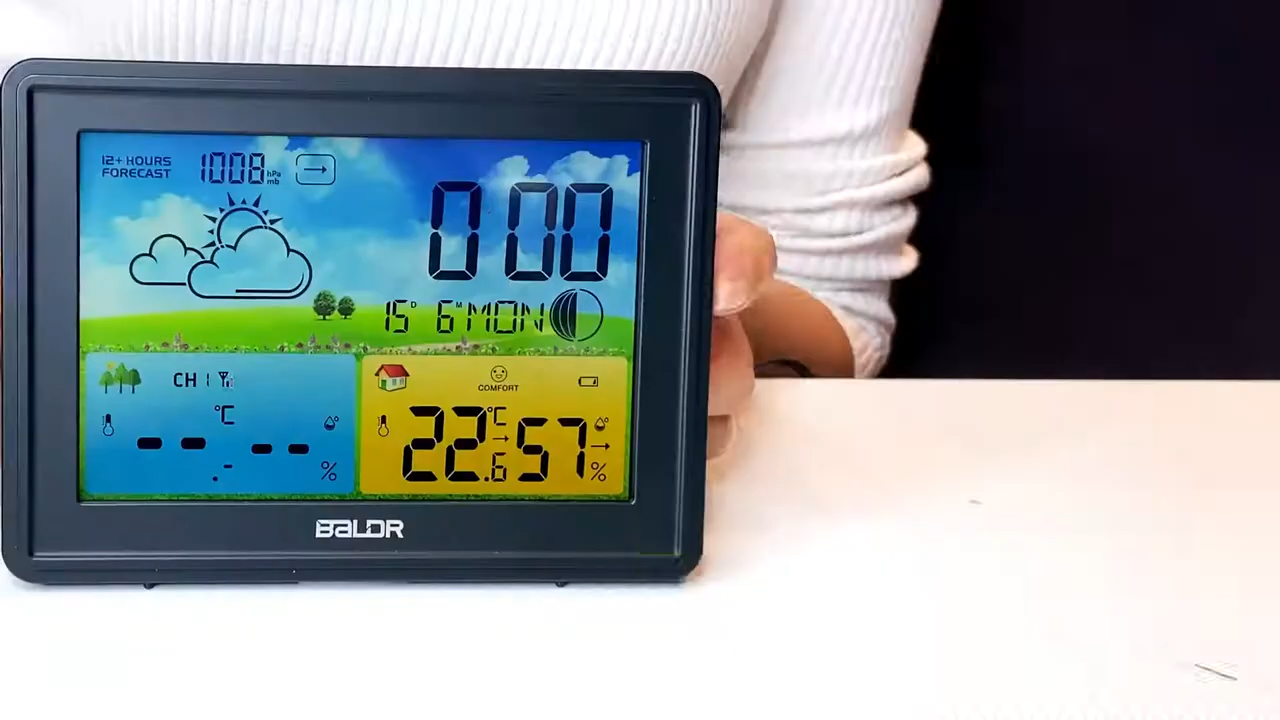 12+ HOURS
FORECAST
1008 hPa
mb
0 00
15 D 6 M MON
CH 1
°C
-- .-
--
%
COMFORT
22.6 °C
57 %
BALDR